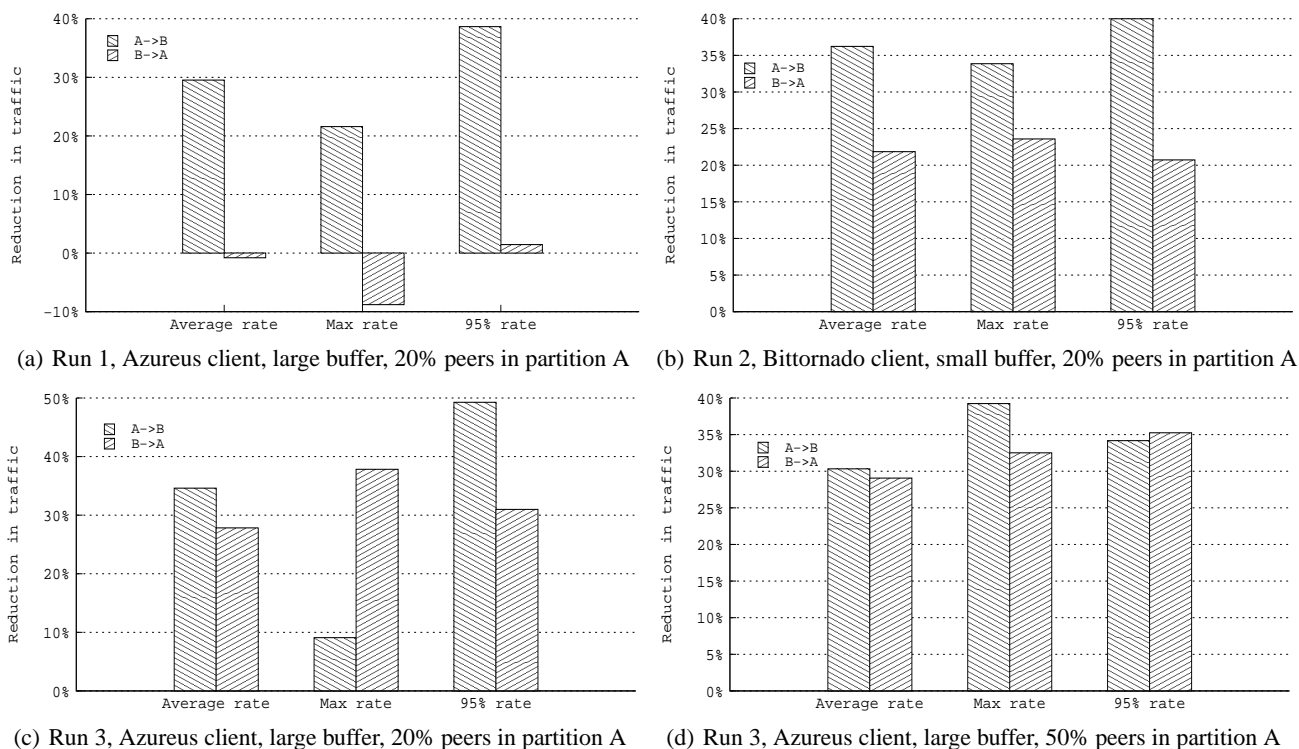 Reduction in traffic
40%
30%
20%
10%
0%
-10%
A->B
B->A
Average rate
Max rate
95% rate
(a) Run 1, Azureus client, large buffer, 20% peers in partition A
Reduction in traffic
40%
35%
30%
25%
20%
15%
10%
5%
0%
A->B
B->A
Average rate
Max rate
95% rate
(b) Run 2, Bittornado client, small buffer, 20% peers in partition A
Reduction in traffic
50%
40%
30%
20%
10%
0%
A->B
B->A
Average rate
Max rate
95% rate
(c) Run 3, Azureus client, large buffer, 20% peers in partition A
Reduction in traffic
40%
35%
30%
25%
20%
15%
10%
5%
0%
A->B
B->A
Average rate
Max rate
95% rate
(d) Run 3, Azureus client, large buffer, 50% peers in partition A